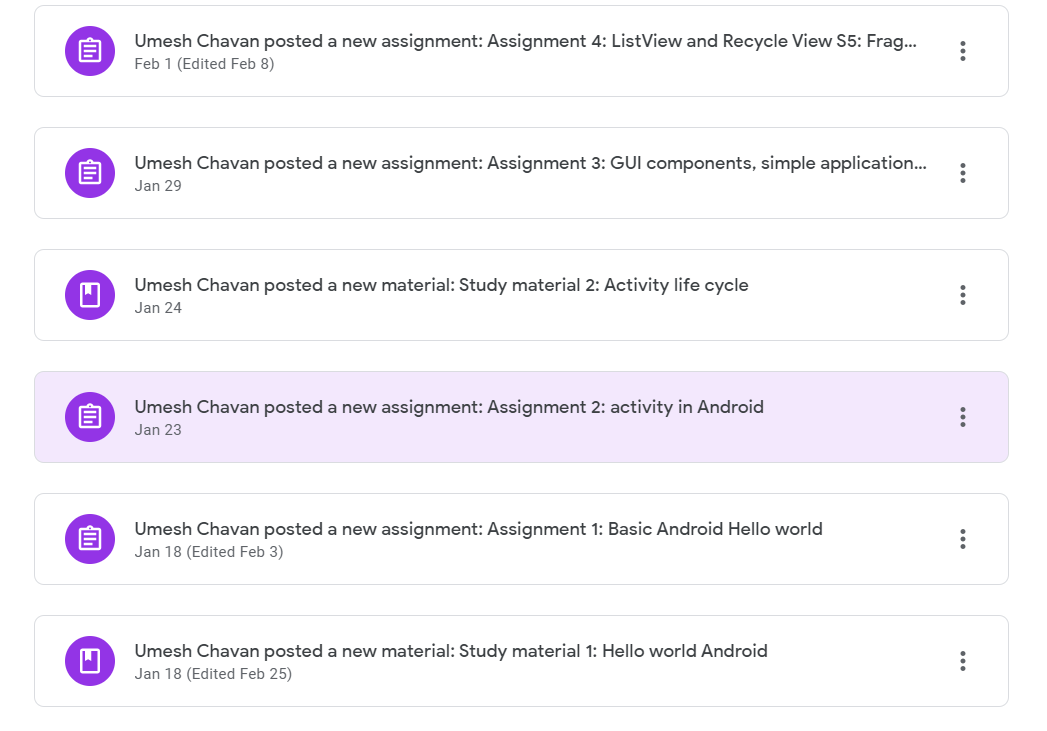 Umesh Chavan posted a new assignment: Assignment 4: ListView and Recycle View S5: Frag...
Feb 1 (Edited Feb 8)
Umesh Chavan posted a new assignment: Assignment 3: GUI components, simple application...
Jan 29
Umesh Chavan posted a new material: Study material 2: Activity life cycle
Jan 24
Umesh Chavan posted a new assignment: Assignment 2: activity in Android
Jan 23
Umesh Chavan posted a new assignment: Assignment 1: Basic Android Hello world
Jan 18 (Edited Feb 3)
Umesh Chavan posted a new material: Study material 1: Hello world Android
Jan 18 (Edited Feb 25)